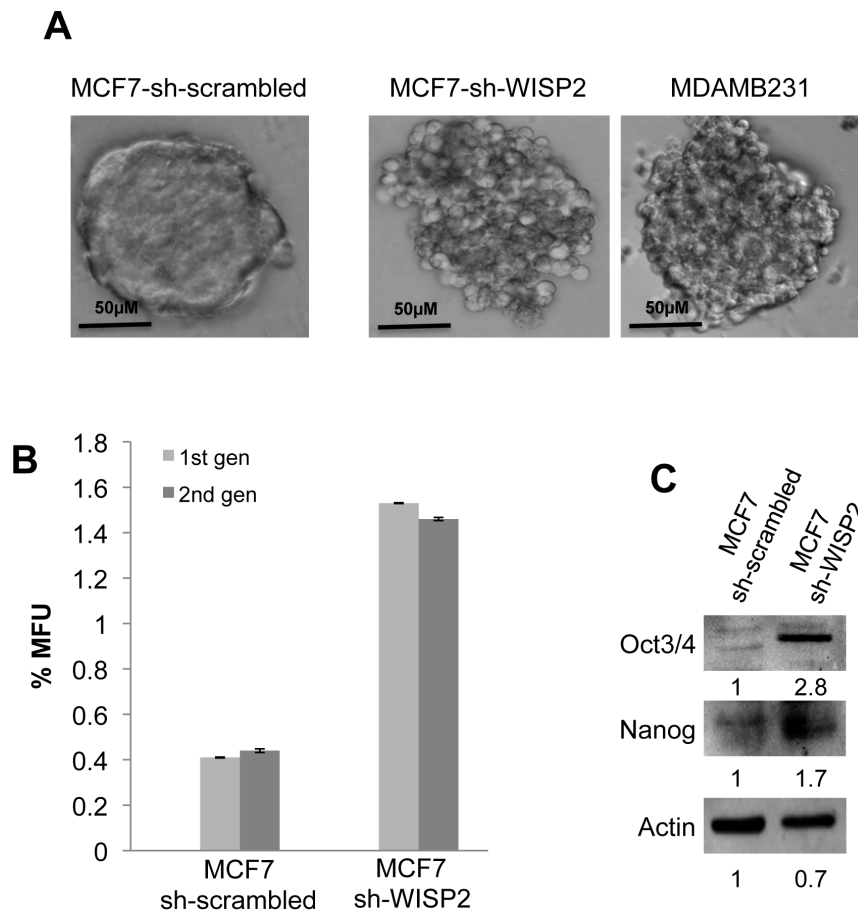 A
MCF7-sh-scrambled
MCF7-sh-WISP2
MDAMB231
50µM
50µM
50µM
B
1.8
1.6
1.4
1.2
1
0.8
0.6
0.4
0.2
0
% MFU
1st gen
2nd gen
MCF7
sh-scrambled
MCF7
sh-WISP2
C
MCF7
sh-scrambled
MCF7
sh-WISP2
Oct3/4
1 2.8
Nanog
1 1.7
Actin
1 0.7